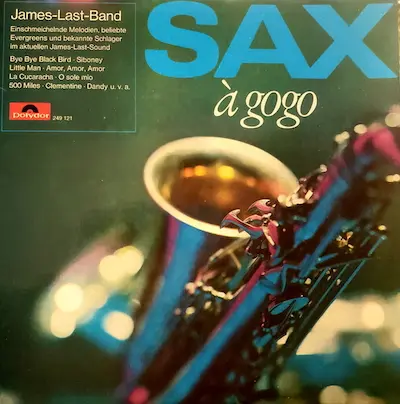 James-Last-Band
Einschmeichelnde Melodien, beliebte
Evergreens und bekannte Schlager
im aktuellen James-Last-Sound
Bye Bye Black Bird · Siboney
Little Man · Amor, Amor, Amor
La Cucaracha · O sole mio
500 Miles · Clementine · Dandy u. v. a.
Polydor
249 121
SAX
à gogo